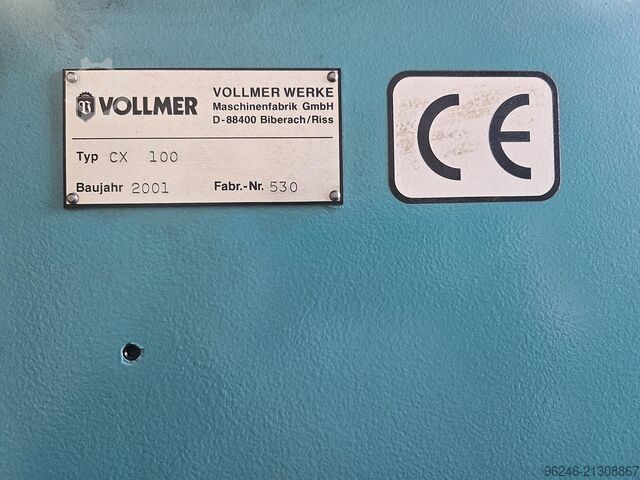 VOLLMER
VOLLMER WERKE
Maschinenfabrik GmbH
D-88400 Biberach/Riss
Typ CX 100
Baujahr 2001 Fabr.-Nr. 530
CE
96246-21308867